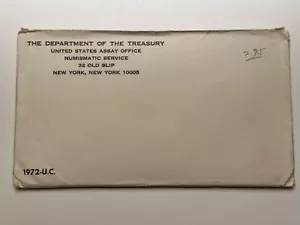 THE DEPARTMENT OF THE TREASURY
UNITED STATES ASSAY OFFICE
NUMISMATIC SERVICE
32 OLD SLIP
NEW YORK, NEW YORK 10005
1972-U.C.